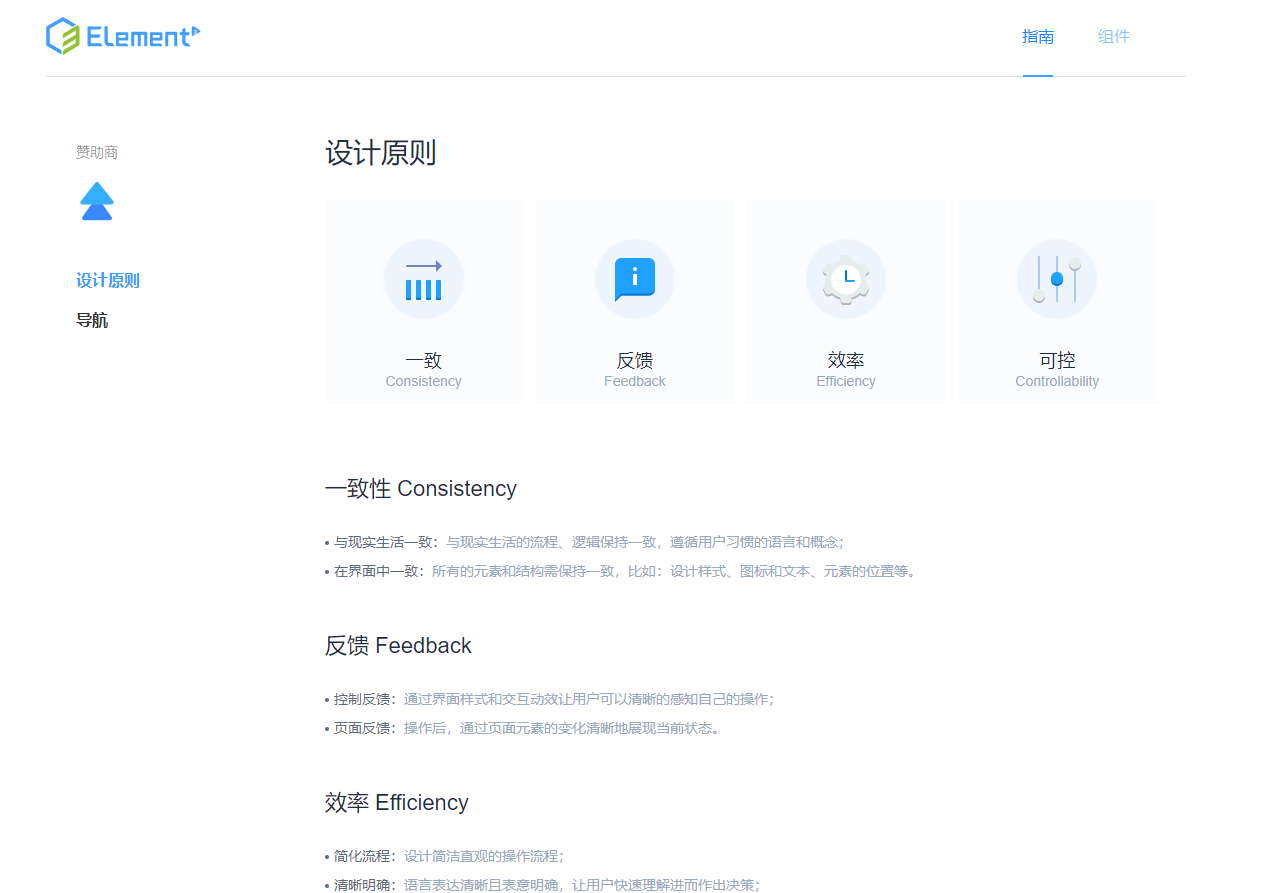 Element
指南
组件
赞助商
设计原则
导航
设计原则
一致
Consistency
反馈
Feedback
效率
Efficiency
可控
Controllability
一致性 Consistency
• 与现实生活一致：与现实生活的流程、逻辑保持一致，遵循用户习惯的语言和概念；
• 在界面中一致：所有的元素和结构需保持一致，比如：设计样式、图标和文本、元素的位置等。
反馈 Feedback
• 控制反馈：通过界面样式和交互动效让用户可以清晰的感知自己的操作；
• 页面反馈：操作后，通过页面元素的变化清晰地展现当前状态。
效率 Efficiency
• 简化流程：设计简洁直观的操作流程；
• 清晰明确：语言表达清晰且表意明确，让用户快速理解进而作出决策；